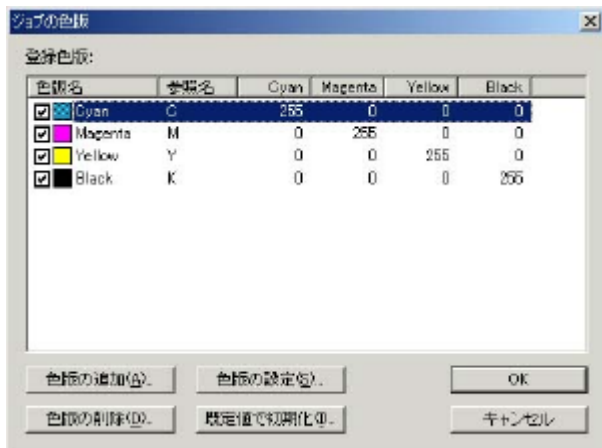 ジョブの色版
登録色版:
色版名 参照名 Cyan Magenta Yellow Black
Cyan C 255 0 0 0
Magenta M 0 255 0 0
Yellow Y 0 0 255 0
Black K 0 0 0 255
色版の追加(A)... 色版の設定(S)... OK
色版の削除(D)... 既定値で初期化(I)... キャンセル